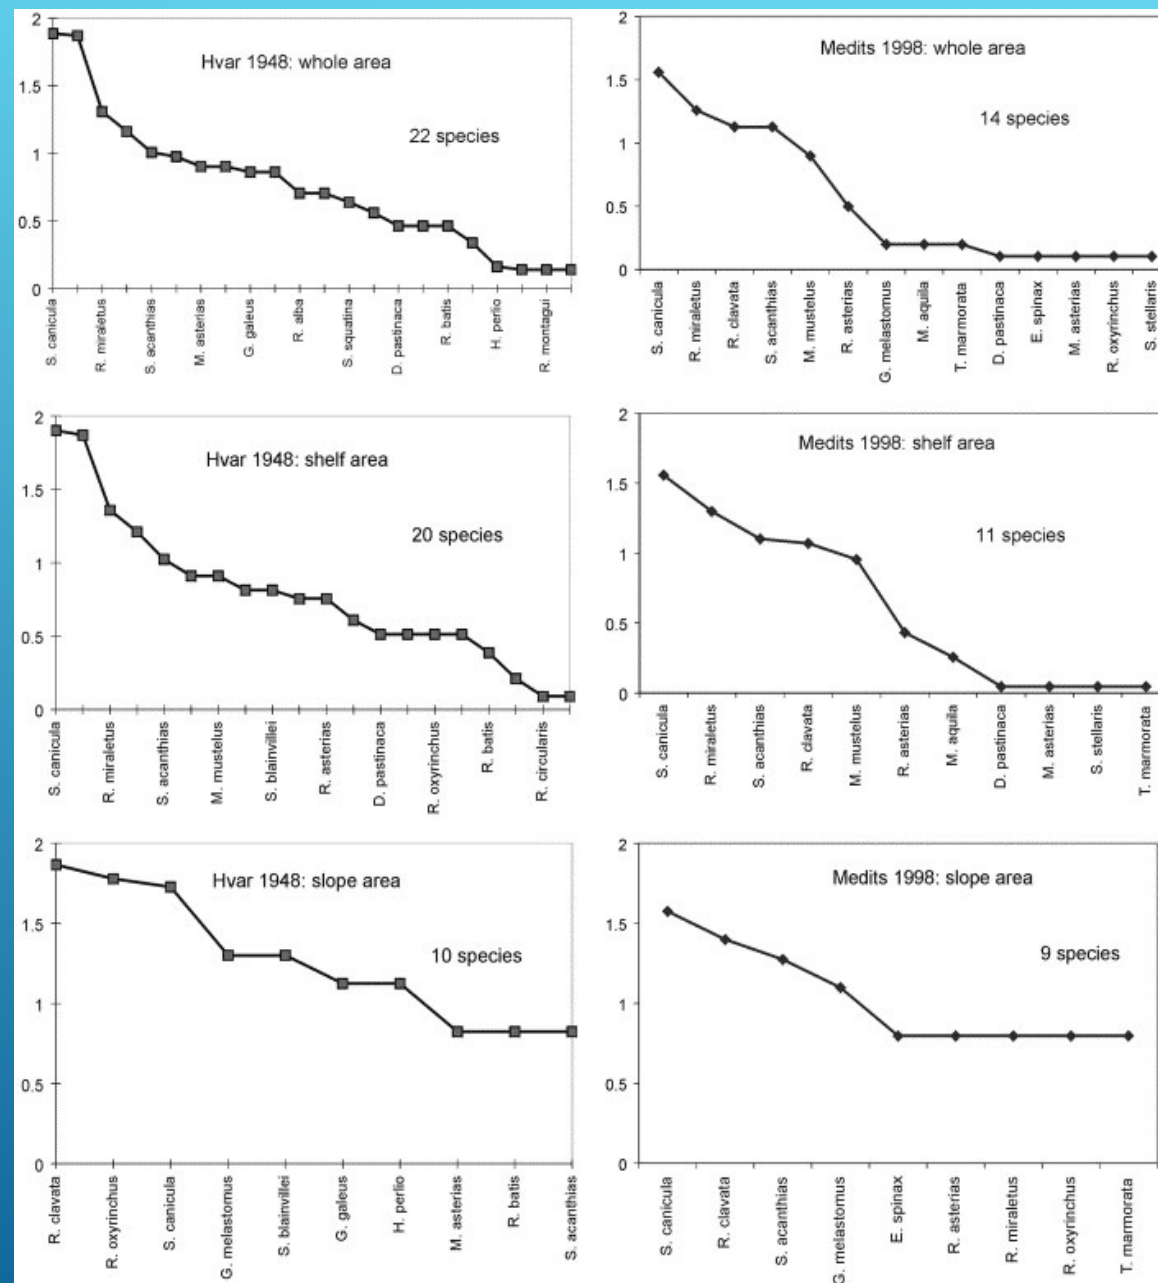 2
1.5
1
0.5
0
Hvar 1948: whole area
22 species
S. canicula
R. miraletus
S. acanthias
M. asterias
G. galeus
R. alba
S. squatina
D. pastinaca
R. batis
H. perlio
R. montagui
2
1.5
1
0.5
0
Medits 1998: whole area
14 species
S. canicula
R. miraletus
R. clavata
S. acanthias
M. mustelus
R. asterias
G. melastomus
M. aquila
T. marmorata
D. pastinaca
E. spinax
M. asterias
R. oxyrinchus
S. stellaris
2
1.5
1
0.5
0
Hvar 1948: shelf area
20 species
S. canicula
R. miraletus
S. acanthias
M. mustelus
S. blainvillei
R. asterias
D. pastinaca
R. oxyrinchus
R. batis
R. circularis
2
1.5
1
0.5
0
Medits 1998: shelf area
11 species
S. canicula
R. miraletus
S. acanthias
R. clavata
M. mustelus
R. asterias
M. aquila
D. pastinaca
M. asterias
S. stellaris
T. marmorata
2
1.5
1
0.5
0
Hvar 1948: slope area
10 species
R. clavata
R. oxyrinchus
S. canicula
G. melastomus
S. blainvillei
G. galeus
H. perlio
M. asterias
R. batis
S. acanthias
2
1.5
1
0.5
0
Medits 1998: slope area
9 species
S. canicula
R. clavata
S. acanthias
G. melastomus
E. spinax
R. asterias
R. miraletus
R. oxyrinchus
T. marmorata